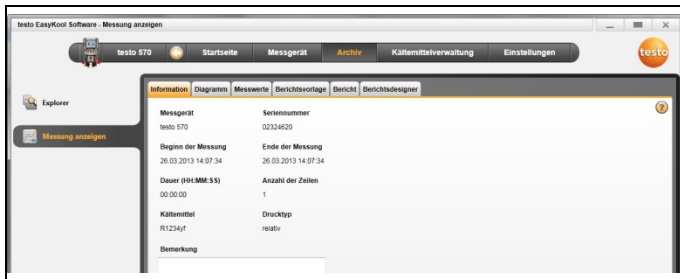 testo EasyKool Software - Messung anzeigen
testo 570 Startseite Messgerät Archiv Kältemittelverwaltung Einstellungen
testo
Explorer
Messung anzeigen
Information Diagramm Messwerte Berichtsvorlage Bericht Berichtsdesigner
?
Messgerät Seriennummer
testo 570 02324620
Beginn der Messung Ende der Messung
26.03.2013 14:07:34 26.03.2013 14:07:34
Dauer (HH:MM:SS) Anzahl der Zeilen
00:00:00 1
Kältemittel Drucktyp
R1234yf relativ
Bemerkung